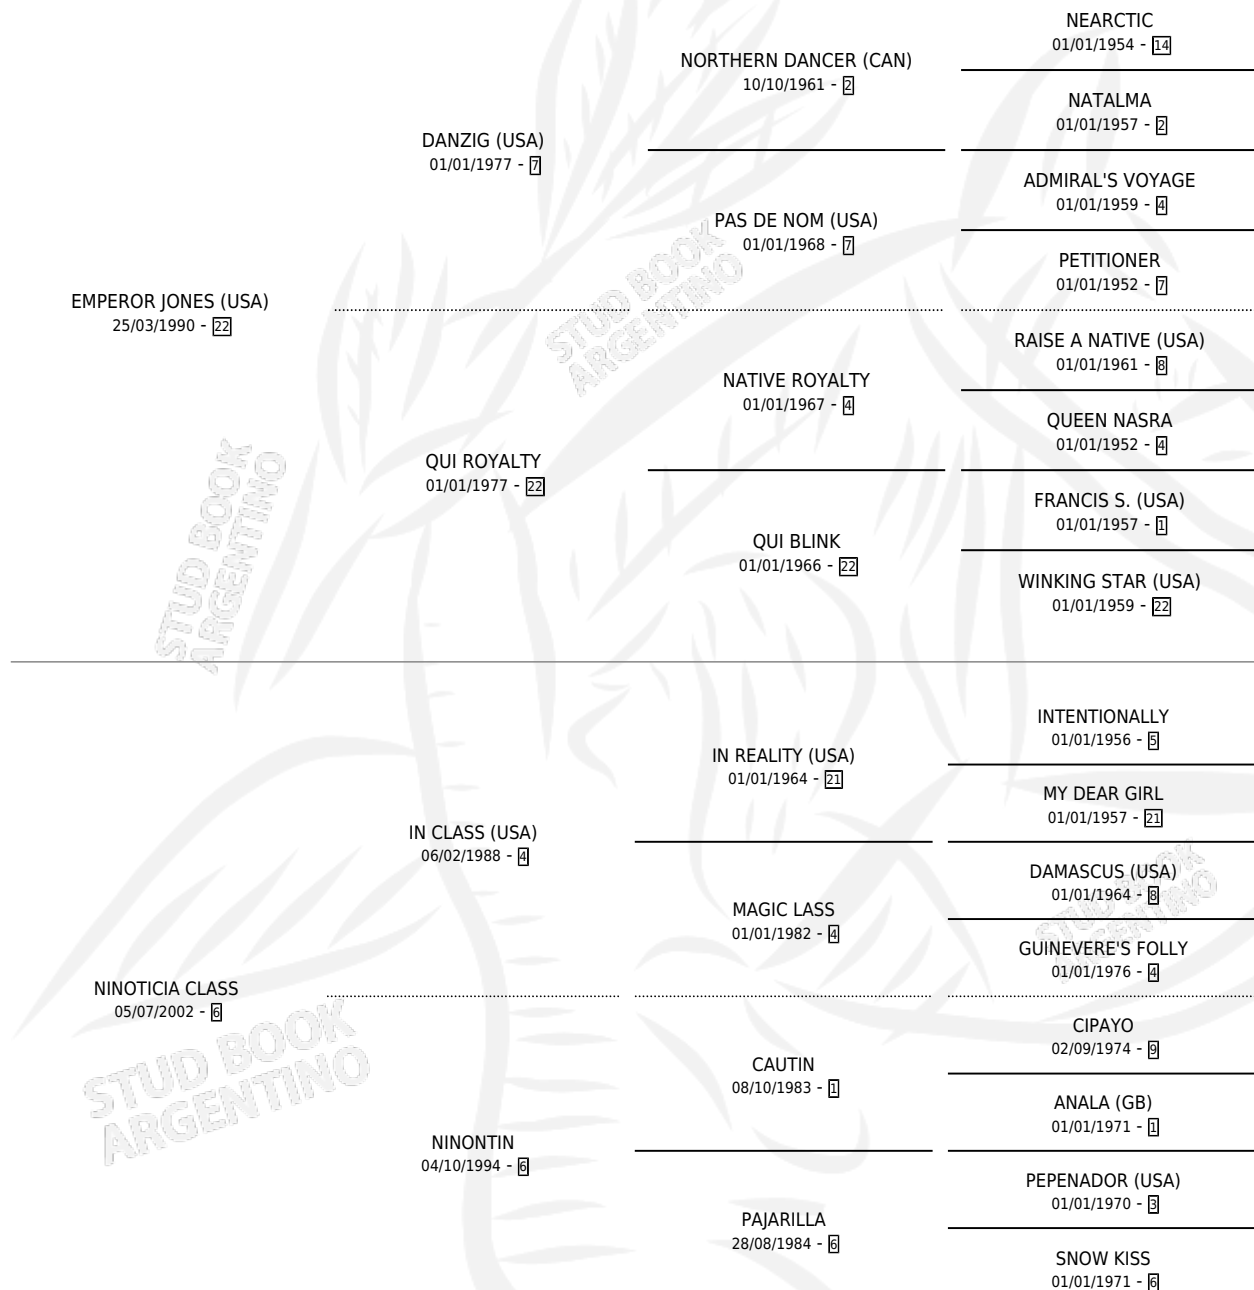 NEARCTIC
01/01/1954 - 14
NORTHERN DANCER (CAN)
10/10/1961 - 2
NATALMA
01/01/1957 - 2
DANZIG (USA)
01/01/1977 - 7
ADMIRAL'S VOYAGE
01/01/1959 - 4
PAS DE NOM (USA)
01/01/1968 - 7
PETITIONER
01/01/1952 - 7
EMPEROR JONES (USA)
25/03/1990 - 22
RAISE A NATIVE (USA)
01/01/1961 - 8
NATIVE ROYALTY
01/01/1967 - 4
QUEEN NASRA
01/01/1952 - 4
QUI ROYALTY
01/01/1977 - 22
FRANCIS S. (USA)
01/01/1957 - 1
QUI BLINK
01/01/1966 - 22
WINKING STAR (USA)
01/01/1959 - 22
INTENTIONALLY
01/01/1956 - 5
IN REALITY (USA)
01/01/1964 - 21
MY DEAR GIRL
01/01/1957 - 21
IN CLASS (USA)
06/02/1988 - 4
DAMASCUS (USA)
01/01/1964 - 8
MAGIC LASS
01/01/1982 - 4
GUINEVERE'S FOLLY
01/01/1976 - 4
NINOTICIA CLASS
05/07/2002 - 6
CIPAYO
02/09/1974 - 9
CAUTIN
08/10/1983 - 1
ANALA (GB)
01/01/1971 - 1
NINONTIN
04/10/1994 - 6
PEPENADOR (USA)
01/01/1970 - 3
PAJARILLA
28/08/1984 - 6
SNOW KISS
01/01/1971 - 6
STUD BOOK
ARGENTINO
STUD BOOK
ARGENTINO
STUD BOOK
ARGENTINO
STUD BOOK
ARGENTINO